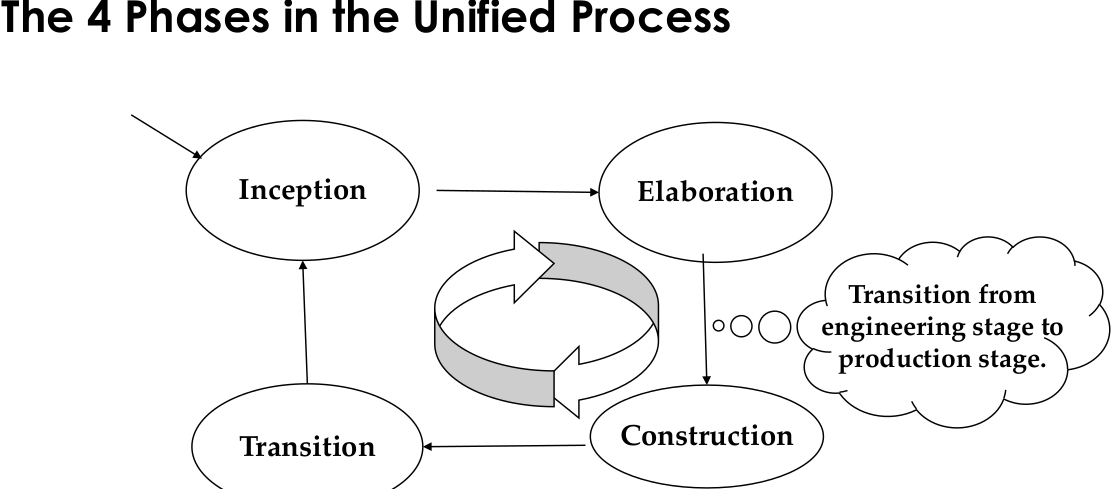 The 4 Phases in the Unified Process
Inception
Elaboration
Transition from
engineering stage to
production stage.
Transition
Construction